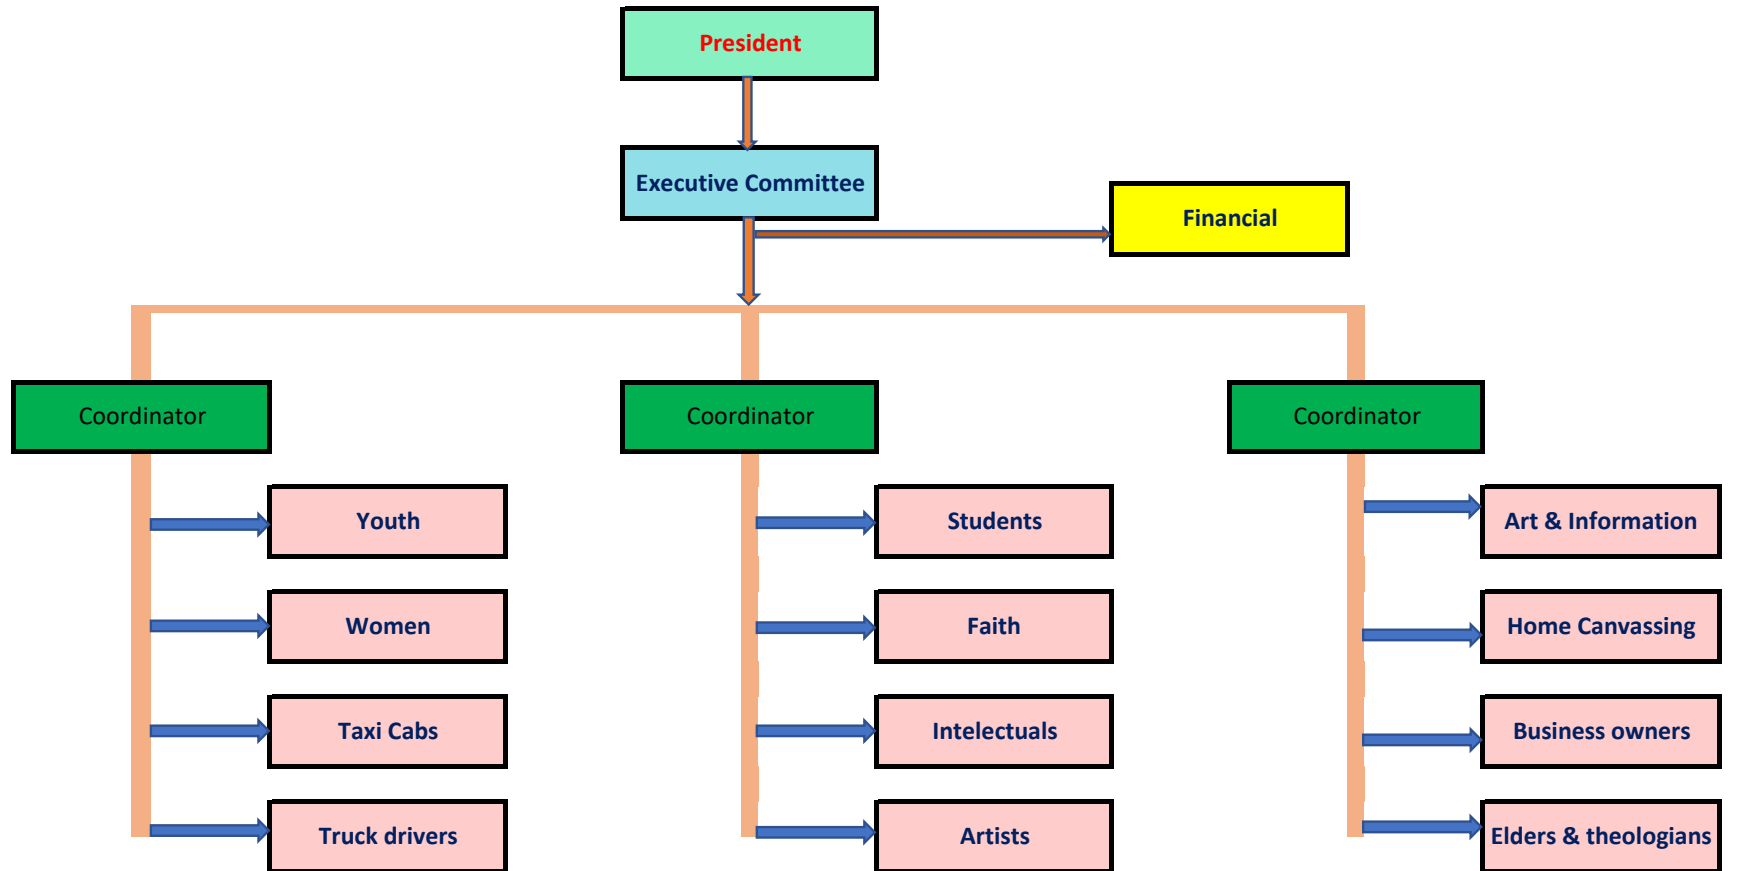 President
Executive Committee
Financial
Coordinator
Coordinator
Coordinator
Youth
Students
Art & Information
Women
Faith
Home Canvassing
Taxi Cabs
Intelectuals
Business owners
Truck drivers
Artists
Elders & theologians